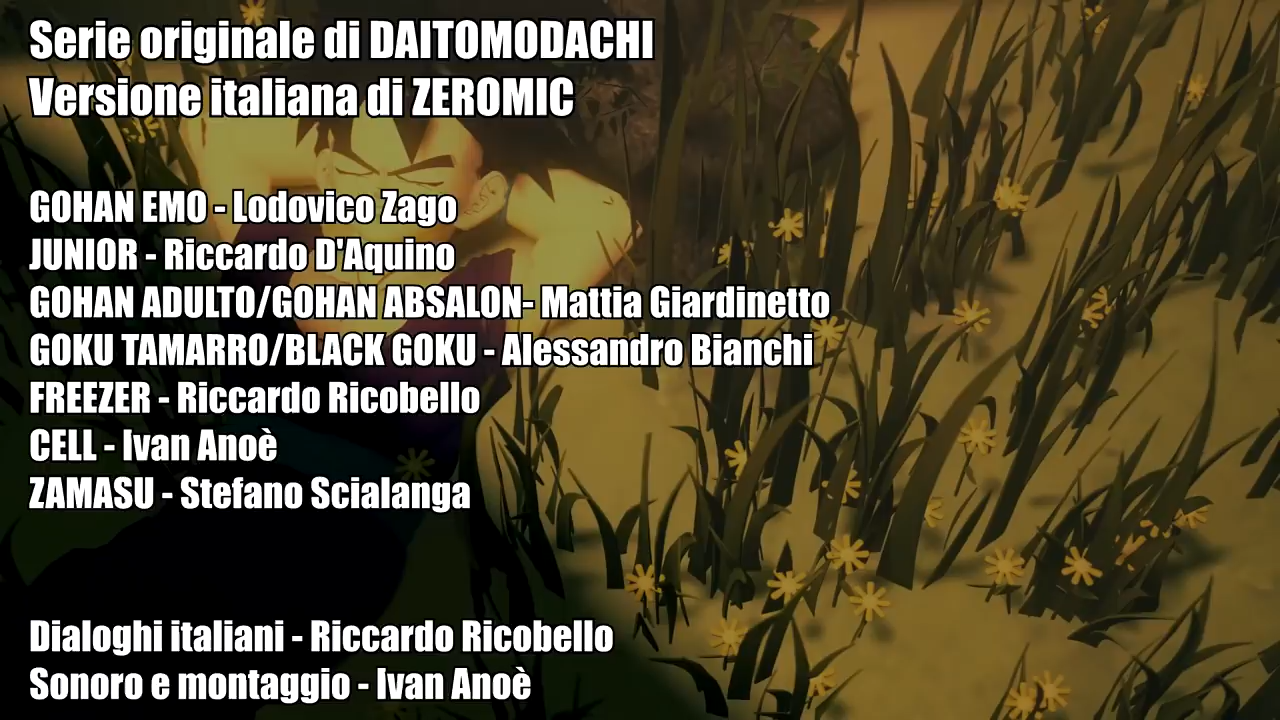 Serie originale di DAITOMODACHI
Versione italiana di ZEROMIC
GOHAN EMO - Lodovico Zago
JUNIOR - Riccardo D'Aquino
GOHAN ADULTO/GOHAN ABSALON- Mattia Giardinetto
GOKU TAMARRO/BLACK GOKU - Alessandro Bianchi
FREEZER - Riccardo Ricobello
CELL - Ivan Anoè
ZAMASU - Stefano Scialanga
Dialoghi italiani - Riccardo Ricobello
Sonoro e montaggio - Ivan Anoè